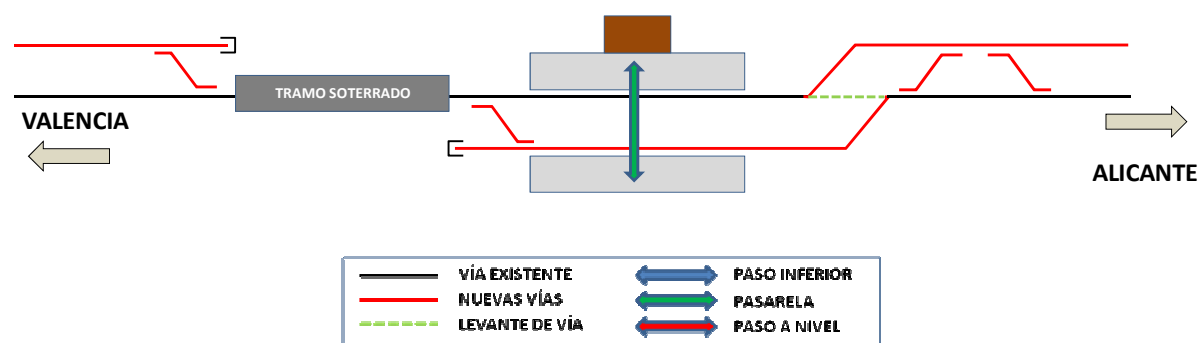 TRAMO SOTERRADO
VALENCIA
ALICANTE
VÍA EXISTENTE
PASO INFERIOR
NUEVAS VÍAS
PASARELA
LEVANTE DE VÍA
PASO A NIVEL